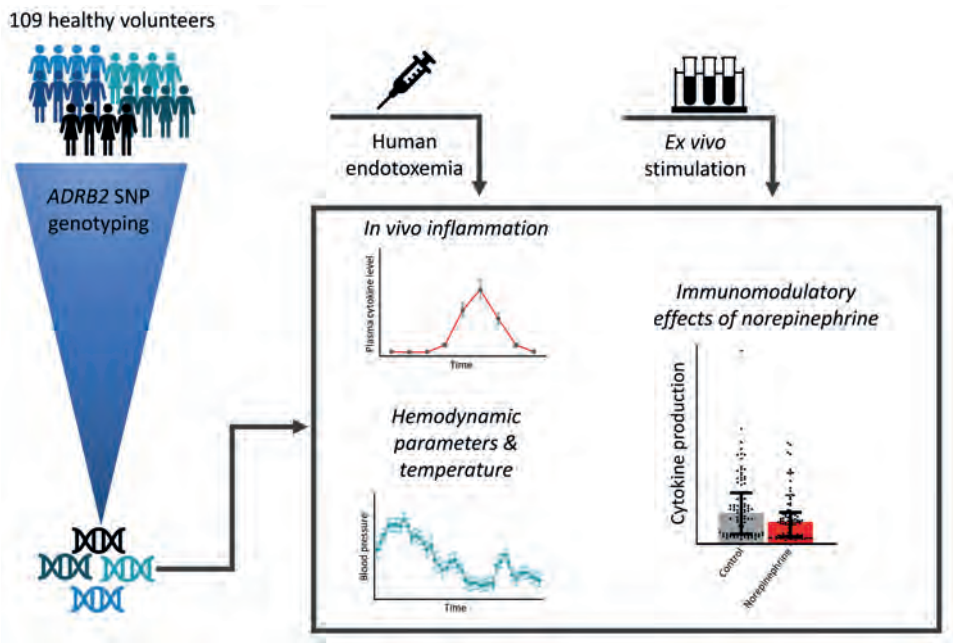 109 healthy volunteers
ADRB2 SNP
genotyping
Human
endotoxemia
Ex vivo
stimulation
In vivo inflammation
Plasma cytokine level
Time
Hemodynamic
parameters &
temperature
Blood pressure
Time
Immunomodulatory
effects of norepinephrine
Cytokine production
Control
Norepinephrine